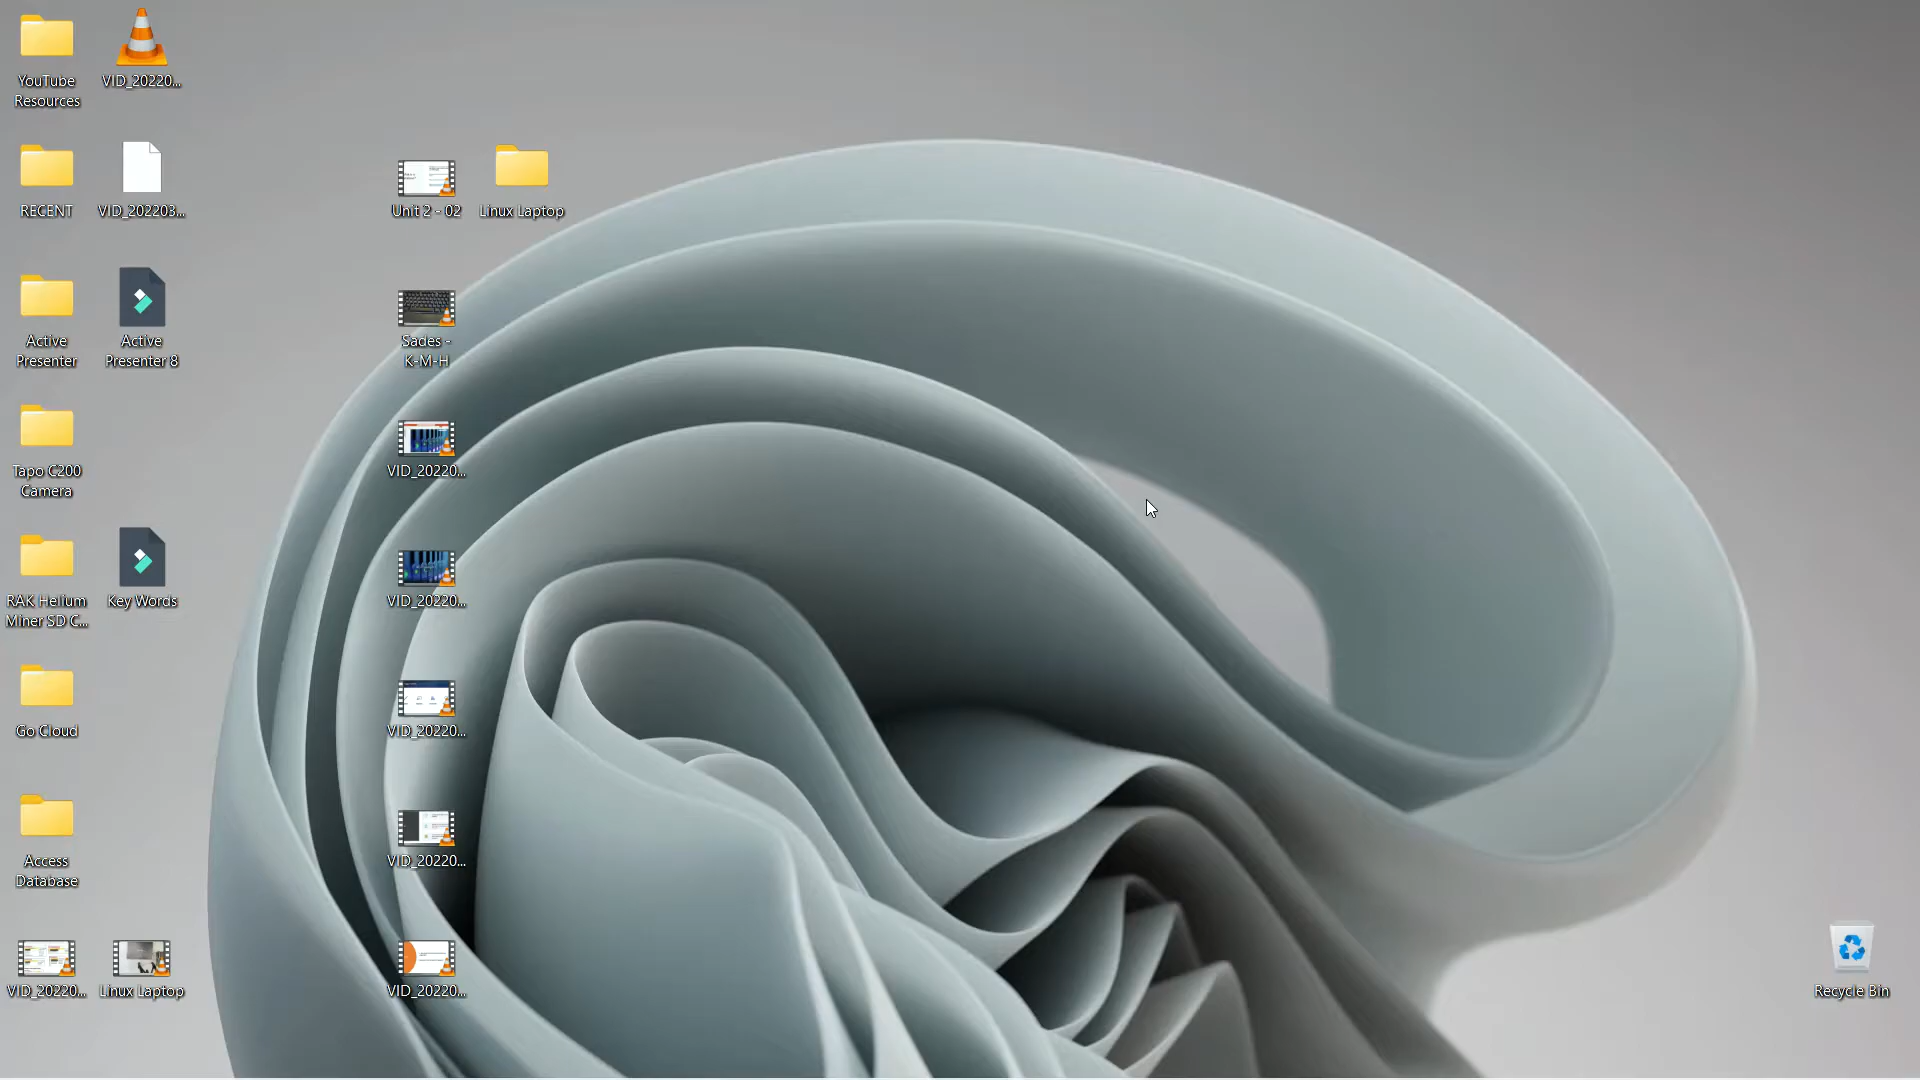 YouTube
Resources
VID_20220...
RECENT
VID_202203...
Unit 2 - 02
Linux Laptop
Active
Presenter
Active
Presenter 8
Sades -
K-M-H
Tapo C200
Camera
VID_20220...
RAK Helium
Miner SD C...
Key Words
VID_20220...
Go Cloud
VID_20220...
Access
Database
VID_20220...
VID_20220...
Linux Laptop
VID_20220...
Recycle Bin